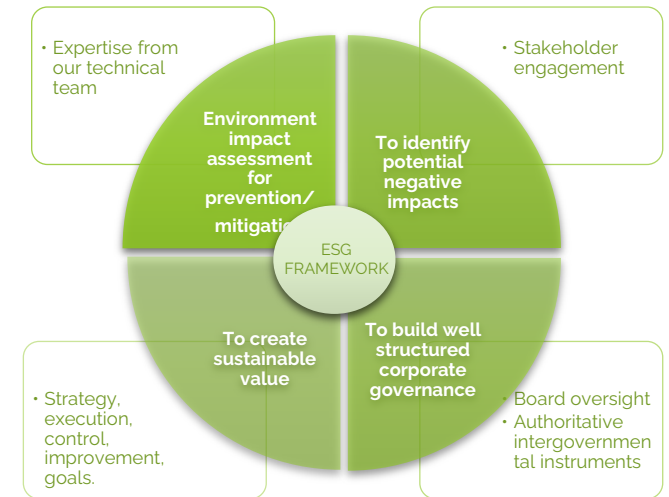 • Expertise from
our technical
team
• Stakeholder
engagement
Environment
impact
assessment
for
prevention/
mitigatio
To identify
potential
negative
impacts
ESG
FRAMEWORK
To create
sustainable
value
To build well
structured
corporate
governance
• Strategy,
execution,
control,
improvement,
goals.
• Board oversight
• Authoritative
intergovernmen
tal instruments